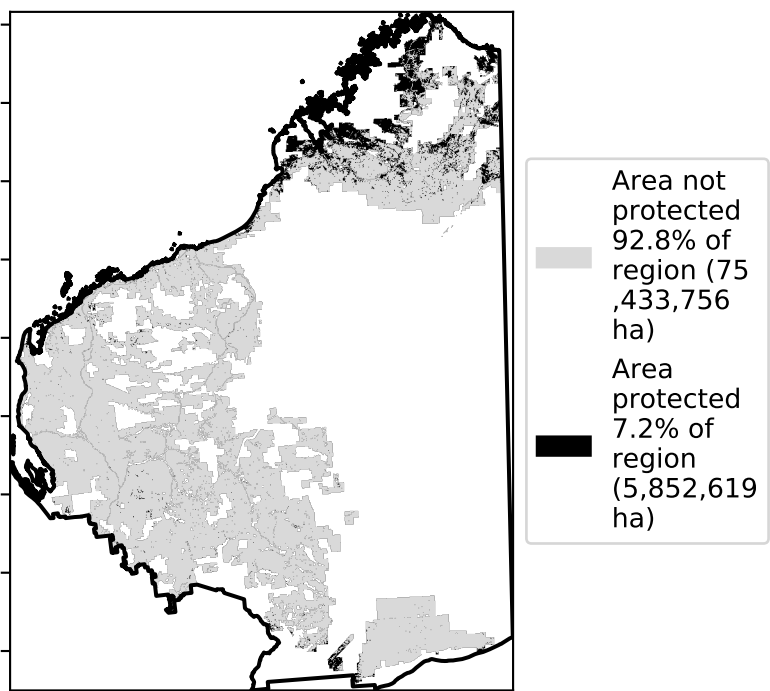 Area not
protected
92.8% of
region (75
,433,756
ha)
Area
protected
7.2% of
region
(5,852,619
ha)